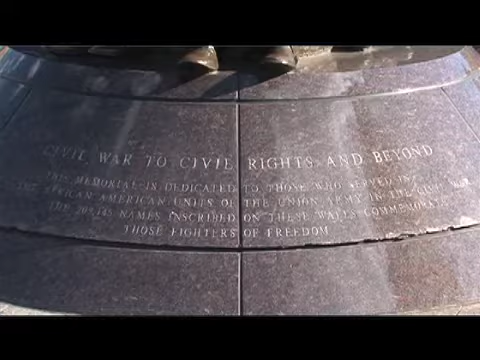 CIVIL WAR TO CIVIL RIGHTS AND BEYOND
THIS MEMORIAL IS DEDICATED TO THOSE WHO SERVED IN
THE AFRICAN AMERICAN UNITS OF THE UNION ARMY IN THE CIVIL WAR
THE 209,145 NAMES INSCRIBED ON THESE WALLS COMMEMORATE
THOSE FIGHTERS OF FREEDOM